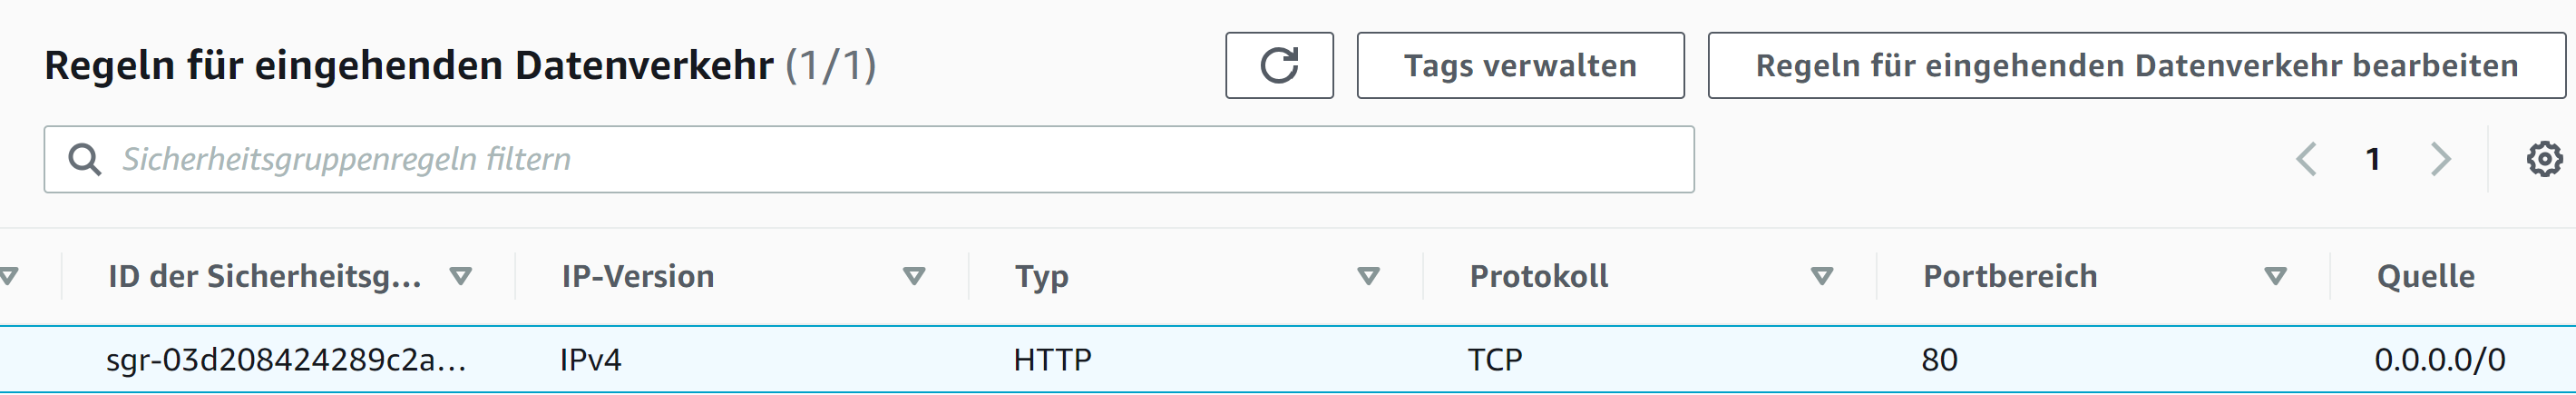 Regeln für eingehenden Datenverkehr (1/1) Tags verwalten Regeln für eingehenden Datenverkehr bearbeiten
Sicherheitsgruppenregeln filtern 1
ID der Sicherheitsg... IP-Version Typ Protokoll Portbereich Quelle
sgr-03d208424289c2a... IPv4 HTTP TCP 80 0.0.0.0/0